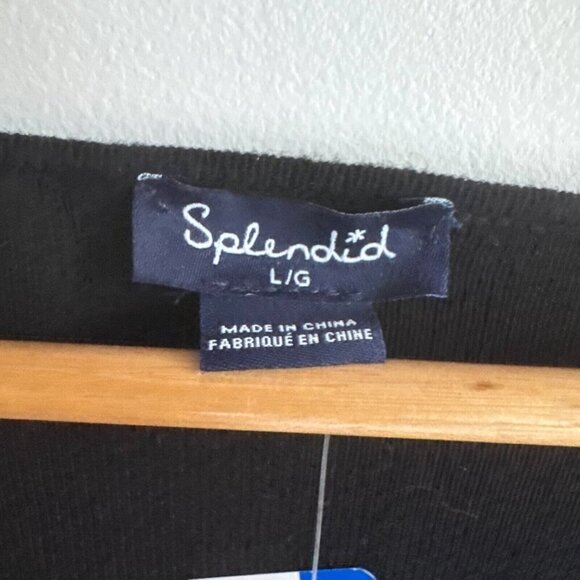 Splendid
L/G
MADE IN CHINA
FABRIQUÉ EN CHINE